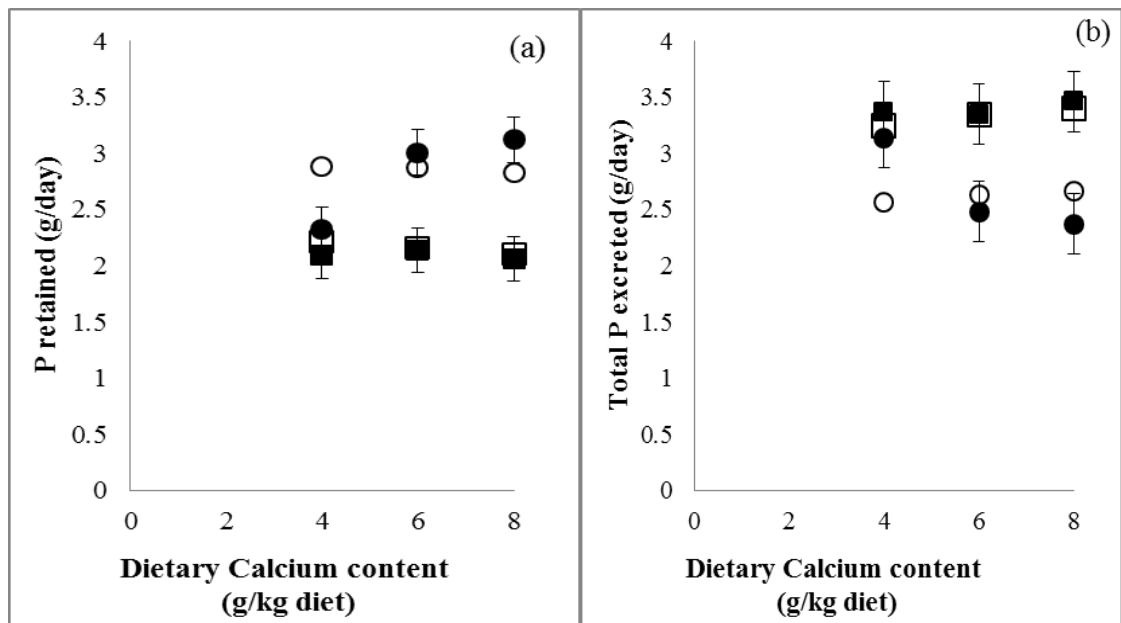 (a)
P retained (g/day)
4
3.5
3
2.5
2
1.5
1
0.5
0
0 2 4 6 8
Dietary Calcium content
(g/kg diet)
(b)
Total P excreted (g/day)
4
3.5
3
2.5
2
1.5
1
0.5
0
0 2 4 6 8
Dietary Calcium content
(g/kg diet)